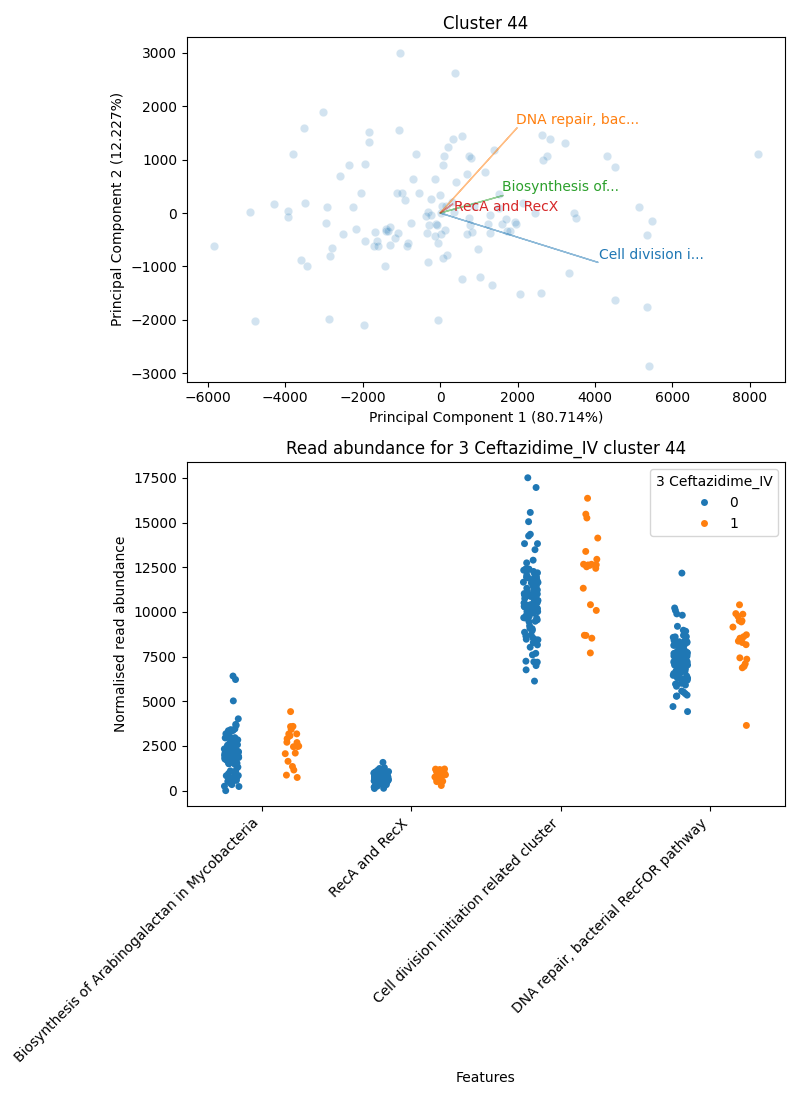 Cluster 44
3000
2000
1000
0
−1000
−2000
−3000
Principal Component 2 (12.227%)
DNA repair, bac...
Biosynthesis of...
RecA and RecX
Cell division i...
−6000 −4000 −2000 0 2000 4000 6000 8000
Principal Component 1 (80.714%)
Read abundance for 3 Ceftazidime_IV cluster 44
17500
15000
12500
10000
7500
5000
2500
0
Normalised read abundance
3 Ceftazidime_IV
0
1
Biosynthesis of Arabinogalactan in Mycobacteria
RecA and RecX
Cell division initiation related cluster
DNA repair, bacterial RecFOR pathway
Features